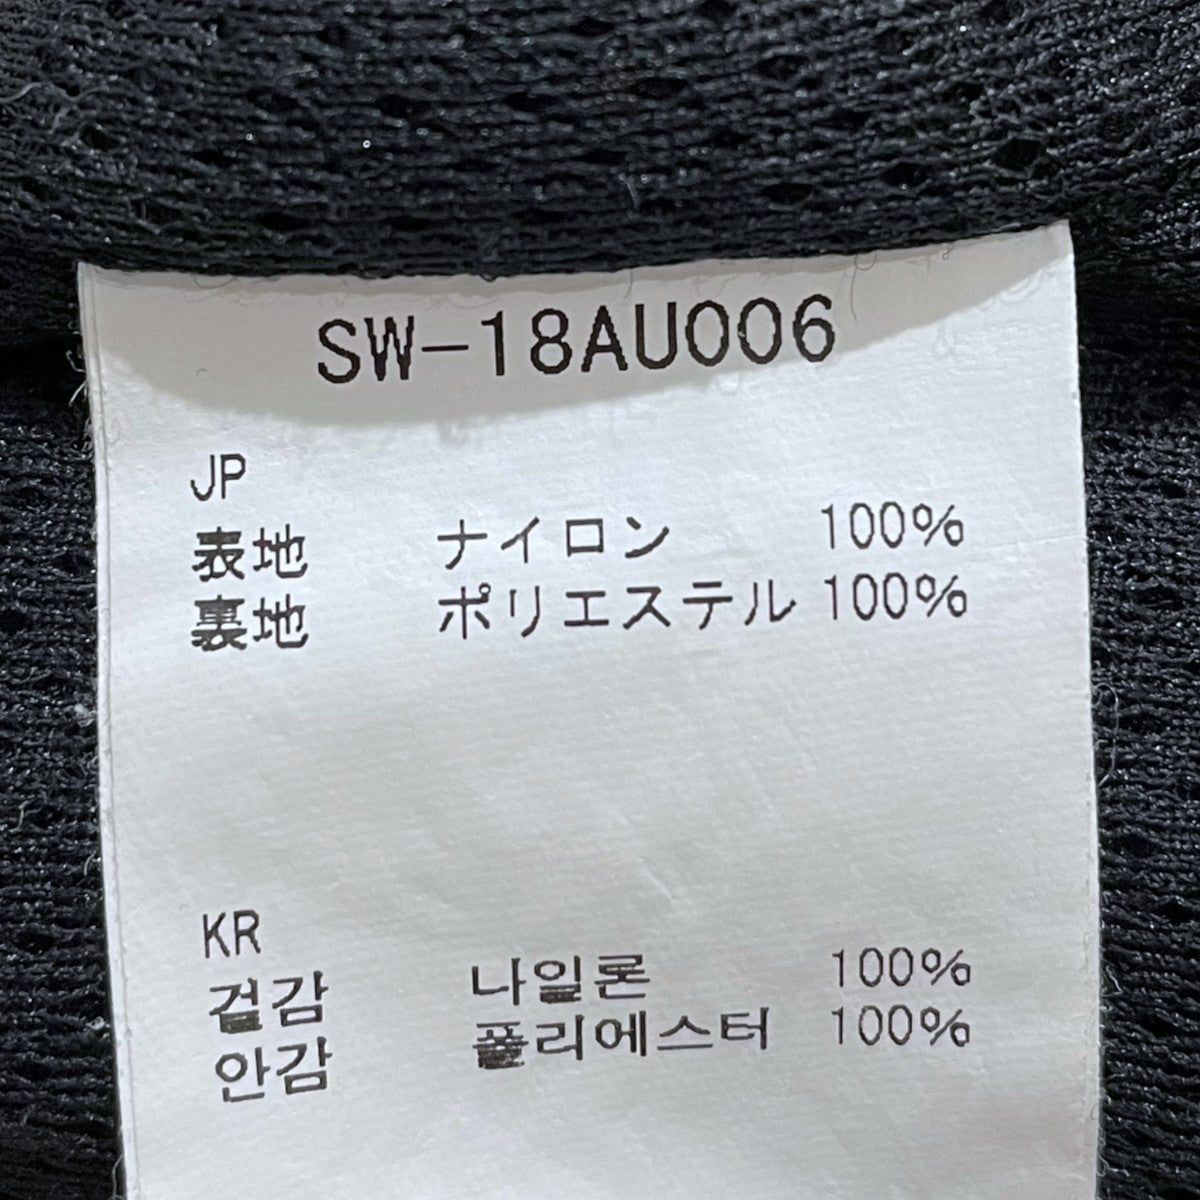 SW-18AU006
JP
表地 ナイロン 100%
裏地 ポリエステル 100%
KR
겉감 나일론 100%
안감 폴리에스터 100%